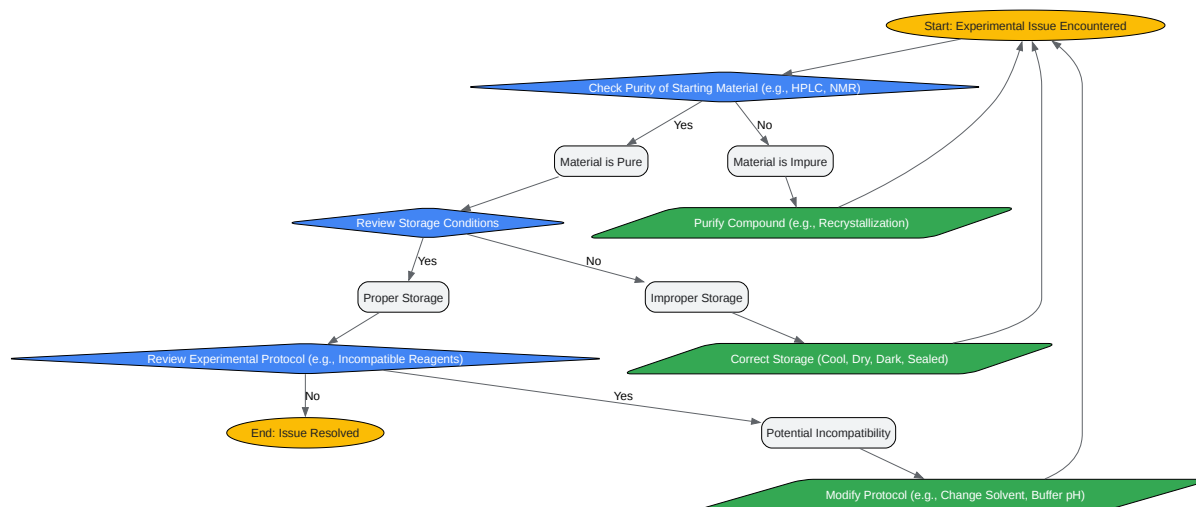 Start: Experimental Issue Encountered
Check Purity of Starting Material (e.g., HPLC, NMR)
Yes
No
Material is Pure
Material is Impure
Review Storage Conditions
Purify Compound (e.g., Recrystallization)
Yes
No
Proper Storage
Improper Storage
Review Experimental Protocol (e.g., Incompatible Reagents)
Correct Storage (Cool, Dry, Dark, Sealed)
No
Yes
End: Issue Resolved
Potential Incompatibility
Modify Protocol (e.g., Change Solvent, Buffer pH)